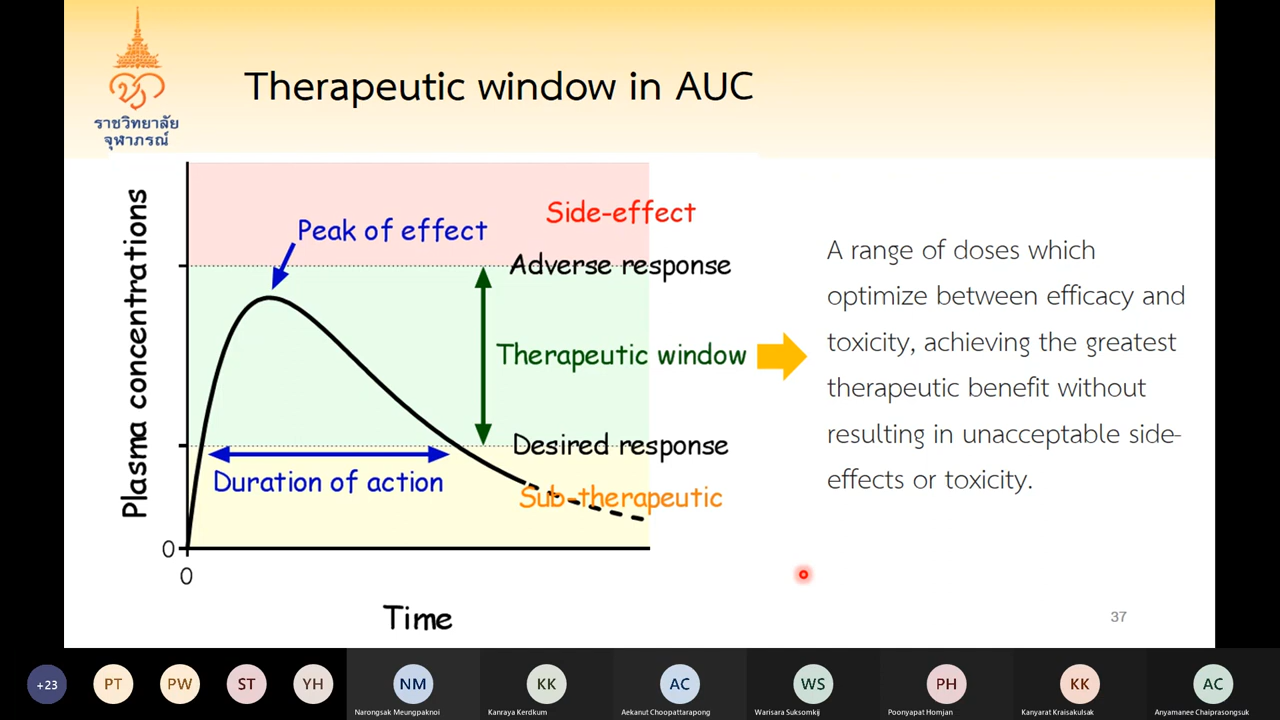 Therapeutic window in AUC
ราชวิทยาลัย
จุฬาภรณ์
Plasma concentrations
Side-effect
Peak of effect
Adverse response
Therapeutic window
Desired response
Duration of action
Sub-therapeutic
0
0
Time
A range of doses which
optimize between efficacy and
toxicity, achieving the greatest
therapeutic benefit without
resulting in unacceptable side-
effects or toxicity.
37
+23
PT
PW
ST
YH
NM
Narongsak Meungpaknoi
KK
Kanraya Kerdkum
AC
Aekanut Choopattarapong
WS
Warisara Suksomkij
PH
Poonyapat Homjan
KK
Kanyarat Kraisakulsak
AC
Anyamanee Chaiprasongsuk